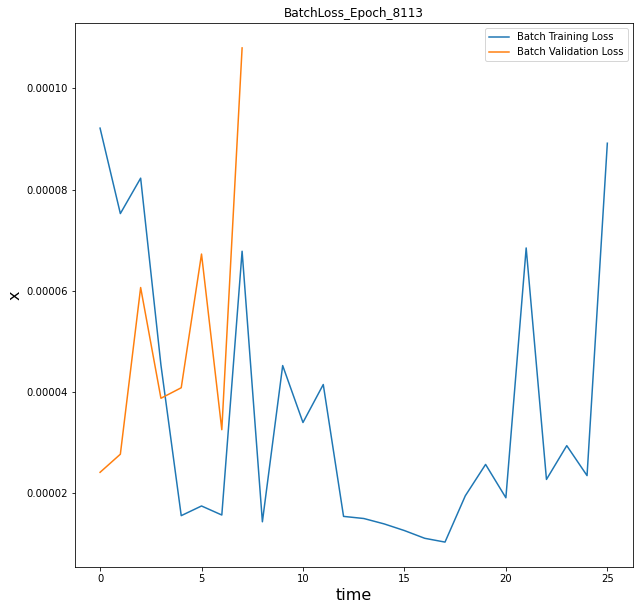 BatchLoss_Epoch_8113
Batch Training Loss
Batch Validation Loss
x
0.00010
0.00008
0.00006
0.00004
0.00002
0 5 10 15 20 25
time